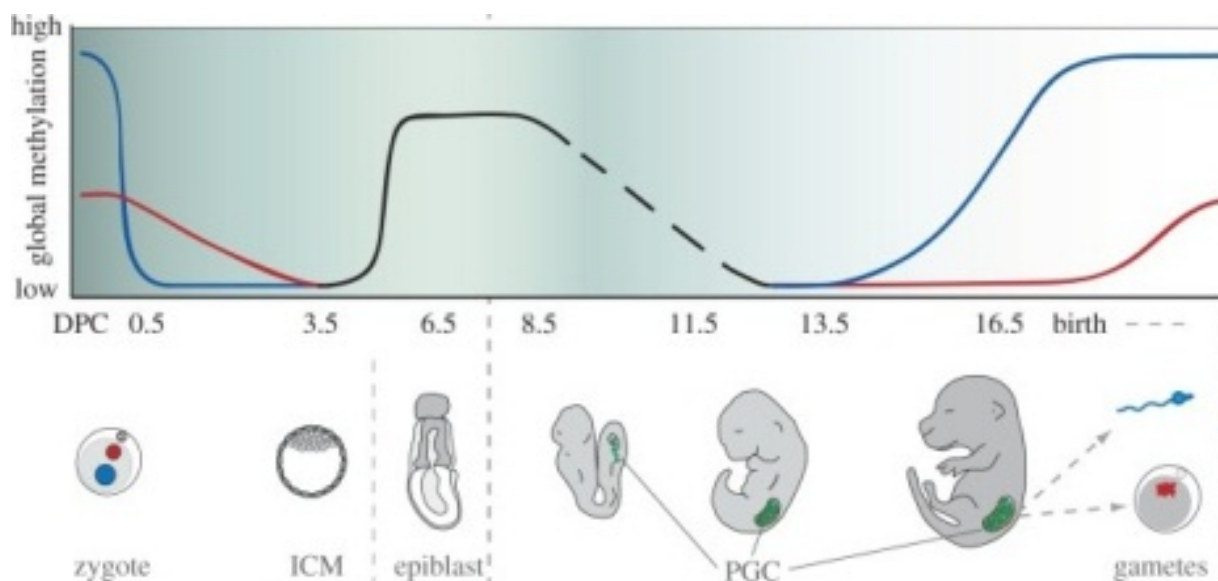 high
global methylation
low
DPC 0.5 3.5 6.5 8.5 11.5 13.5 16.5 birth
zygote ICM epiblast PGC gametes